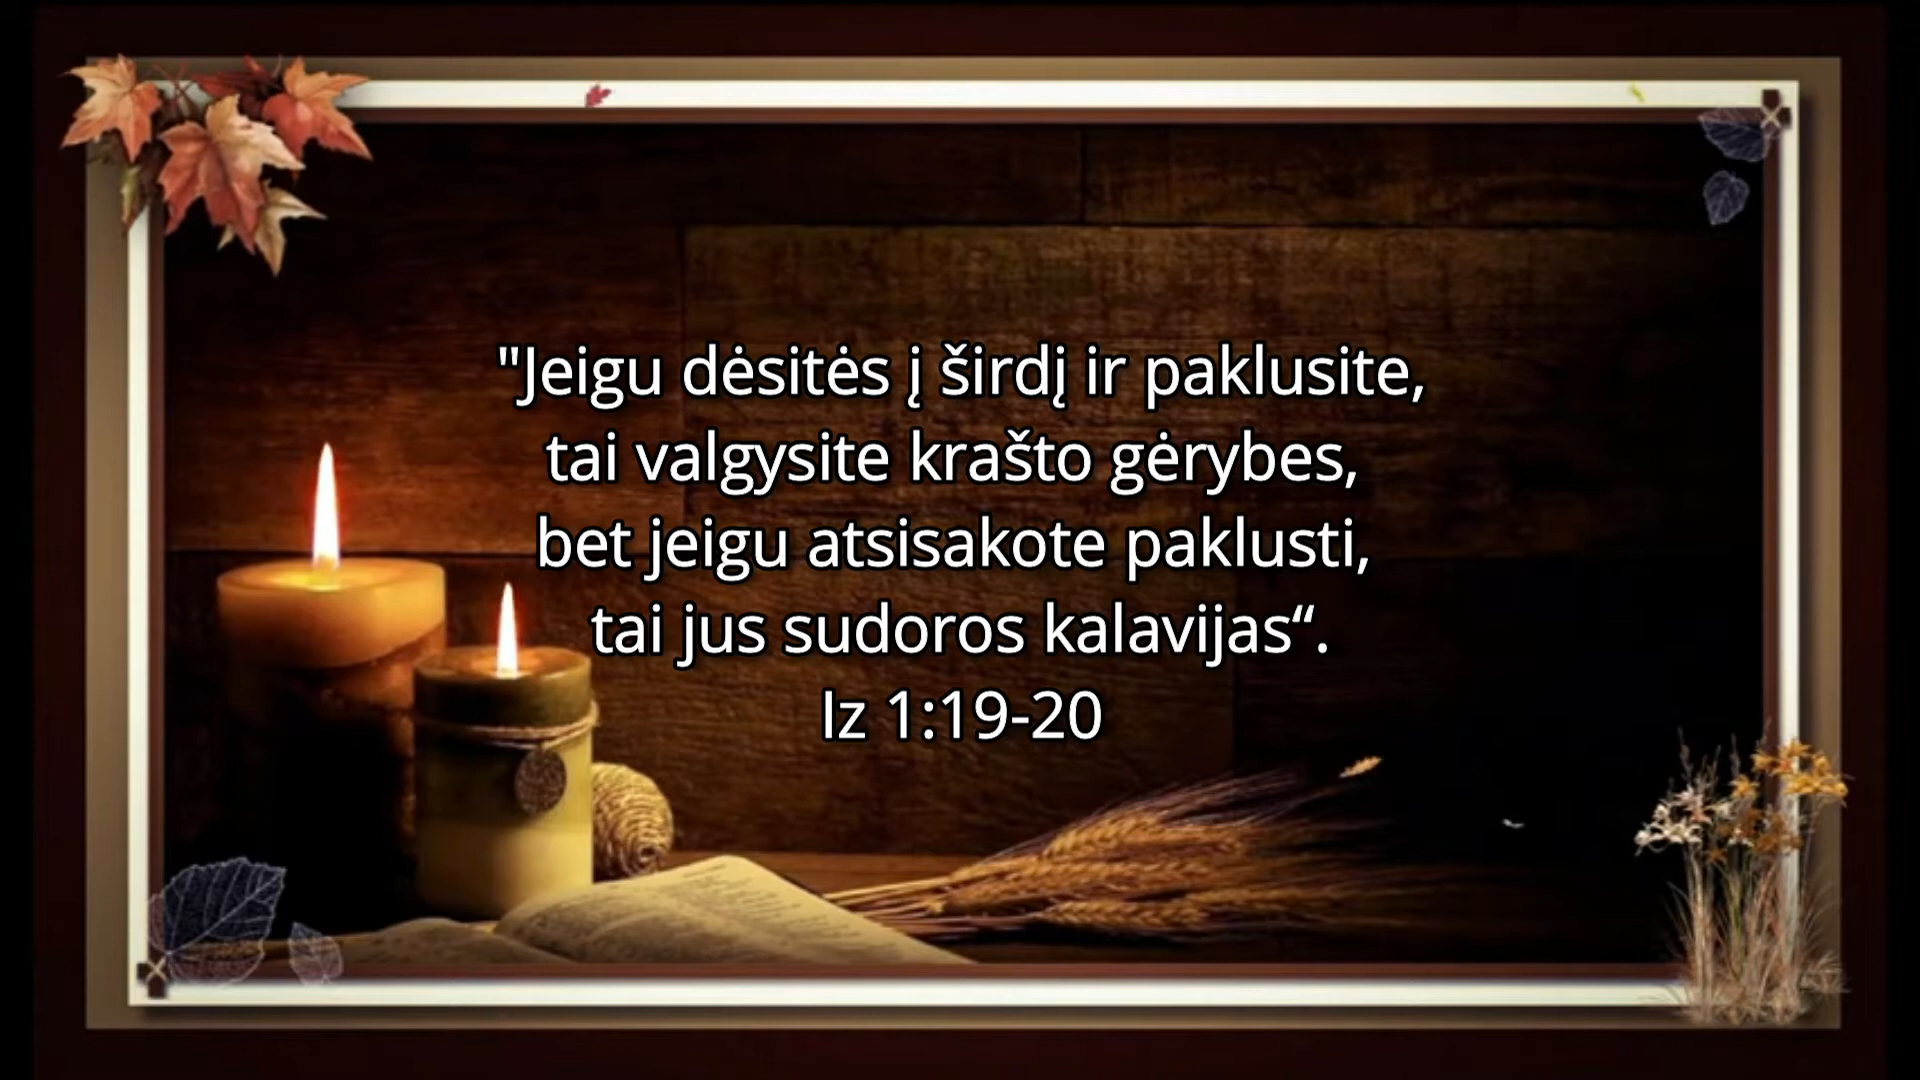 "Jeigu dėsitės į širdį ir paklusite,
tai valgysite krašto gėrybes,
bet jeigu atsisakote paklusti,
tai jus sudoros kalavijas“.
Iz 1:19-20